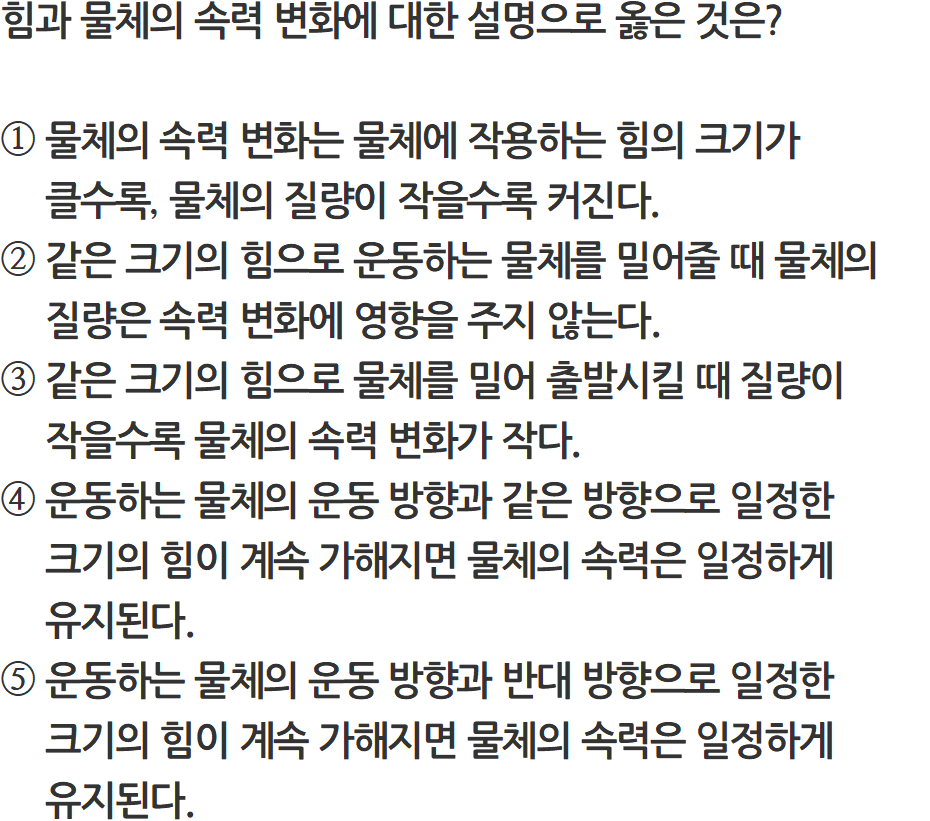 힘과 물체의 속력 변화에 대한 설명으로 옳은 것은?
① 물체의 속력 변화는 물체에 작용하는 힘의 크기가
클수록, 물체의 질량이 작을수록 커진다.
② 같은 크기의 힘으로 운동하는 물체를 밀어줄 때 물체의
질량은 속력 변화에 영향을 주지 않는다.
③ 같은 크기의 힘으로 물체를 밀어 출발시킬 때 질량이
작을수록 물체의 속력 변화가 작다.
④ 운동하는 물체의 운동 방향과 같은 방향으로 일정한
크기의 힘이 계속 가해지면 물체의 속력은 일정하게
유지된다.
⑤ 운동하는 물체의 운동 방향과 반대 방향으로 일정한
크기의 힘이 계속 가해지면 물체의 속력은 일정하게
유지된다.